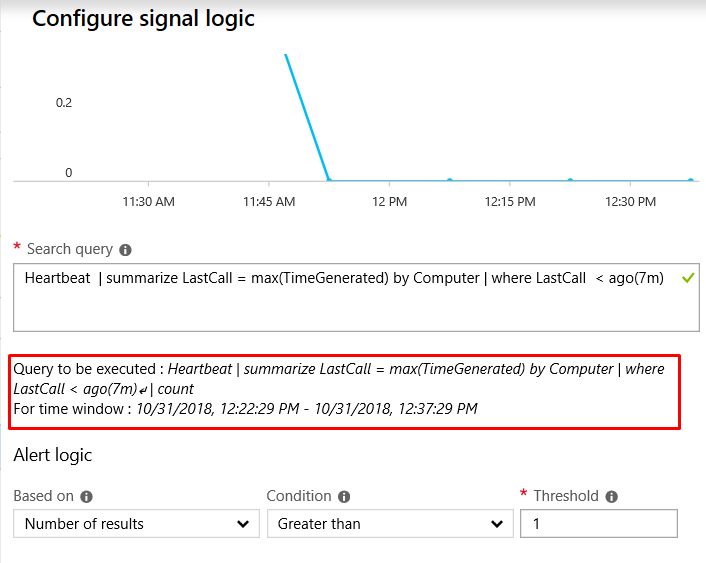 Configure signal logic
0.2
0
11:30 AM 11:45 AM 12 PM 12:15 PM 12:30 PM
* Search query
Heartbeat | summarize LastCall = max(TimeGenerated) by Computer | where LastCall < ago(7m)
Query to be executed : Heartbeat | summarize LastCall = max(TimeGenerated) by Computer | where
LastCall < ago(7m)↲ | count
For time window : 10/31/2018, 12:22:29 PM - 10/31/2018, 12:37:29 PM
Alert logic
Based on Condition * Threshold
Number of results Greater than 1